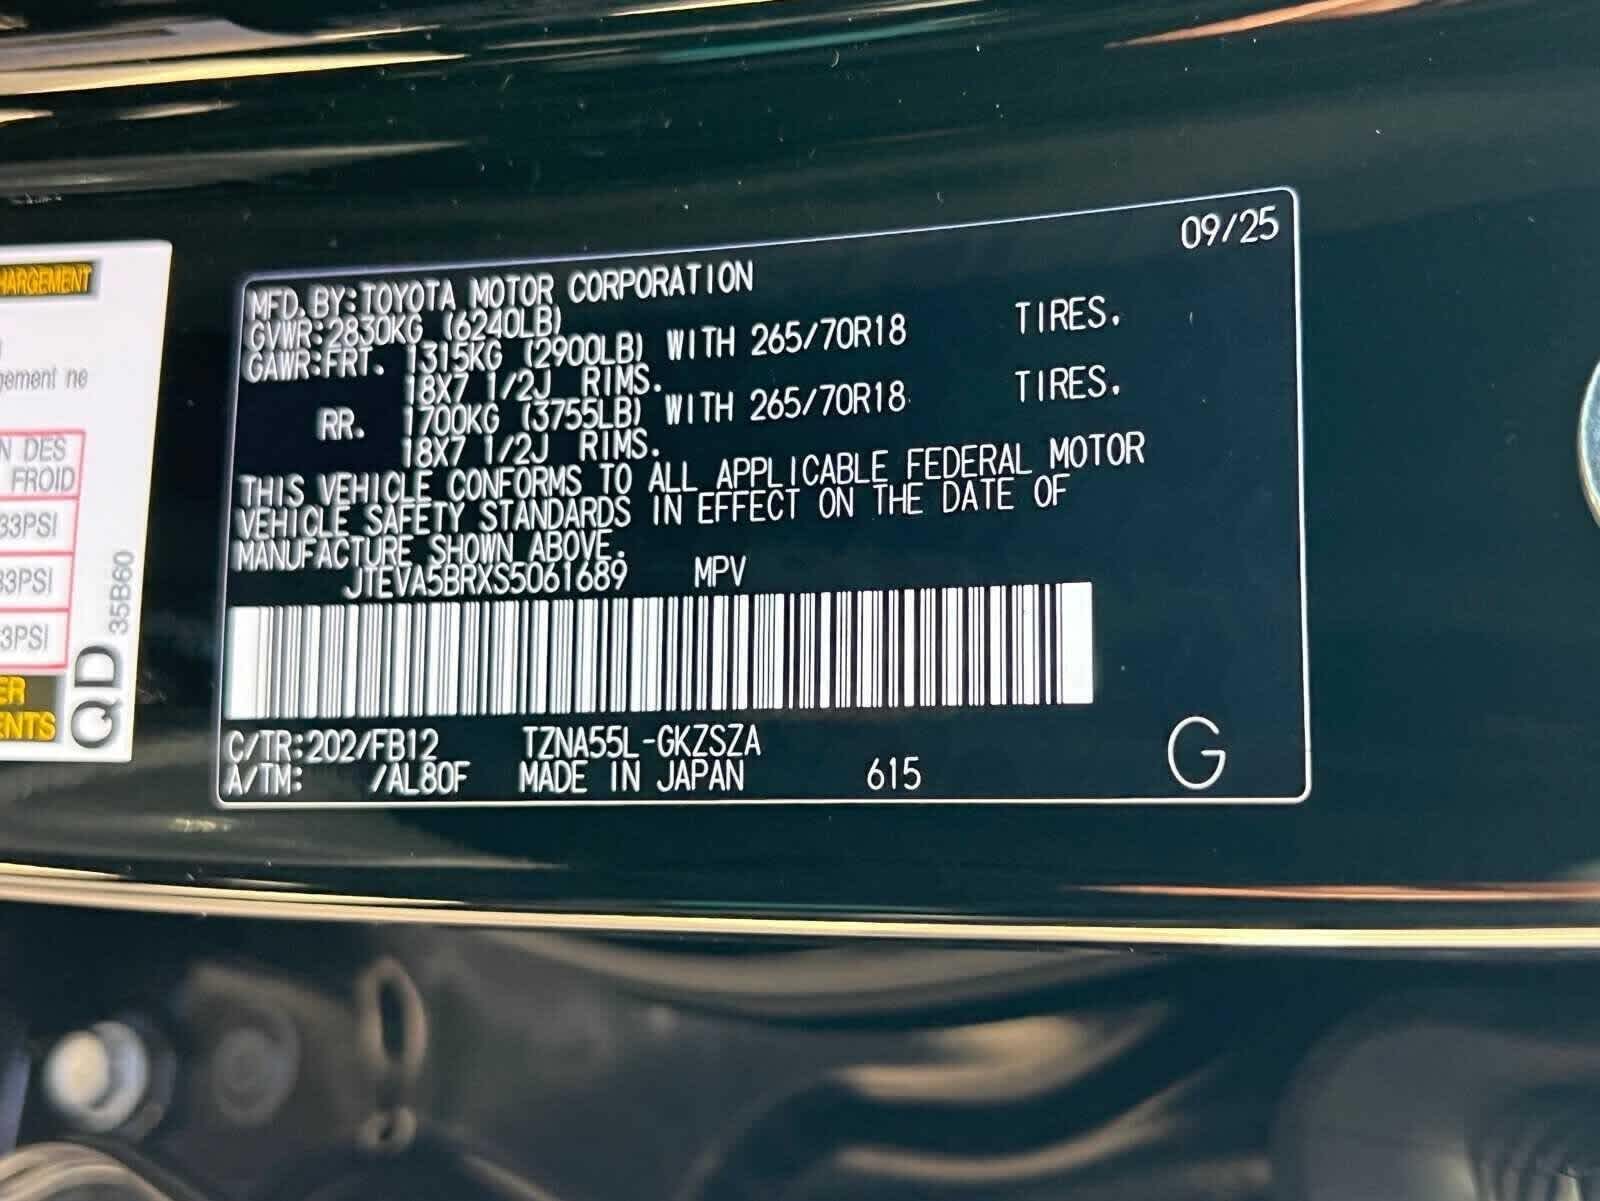 09/25
MFD.BY:TOYOTA MOTOR CORPORATION
GVWR:2830KG (6240LB)
GAWR:FRT. 1315KG (2900LB) WITH 265/70R18 TIRES.
18X7 1/2J RIMS.
RR. 1700KG (3755LB) WITH 265/70R18 TIRES.
18X7 1/2J RIMS.
THIS VEHICLE CONFORMS TO ALL APPLICABLE FEDERAL MOTOR
VEHICLE SAFETY STANDARDS IN EFFECT ON THE DATE OF
MANUFACTURE SHOWN ABOVE.
JTEVA5BRXS5061689 MPV
C/TR:202/FB12 TZNA55L-GKZSZA
A/TM: /AL80F MADE IN JAPAN 615 G
HARGEMENT
gement ne
N DES
FROID
33PSI
33PSI
3PSI
ER
ENTS
QD 35B60